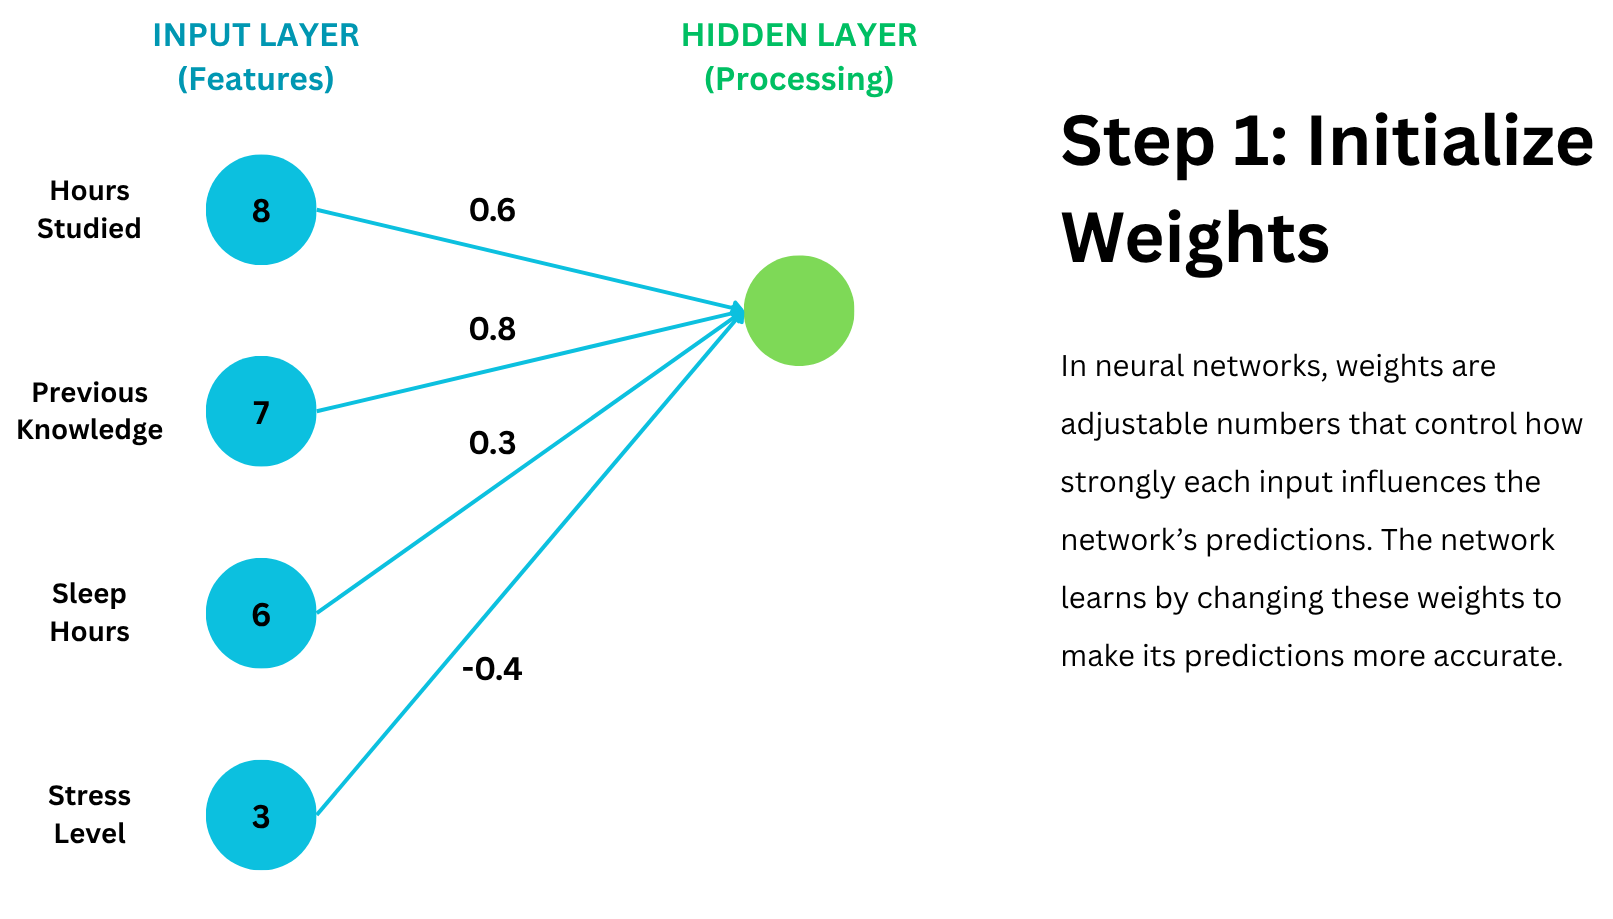 INPUT LAYER
(Features)
HIDDEN LAYER
(Processing)
Hours
Studied
8
0.6
Previous
Knowledge
7
0.8
Sleep
Hours
6
0.3
Stress
Level
3
-0.4
Step 1: Initialize
Weights
In neural networks, weights are
adjustable numbers that control how
strongly each input influences the
network’s predictions. The network
learns by changing these weights to
make its predictions more accurate.